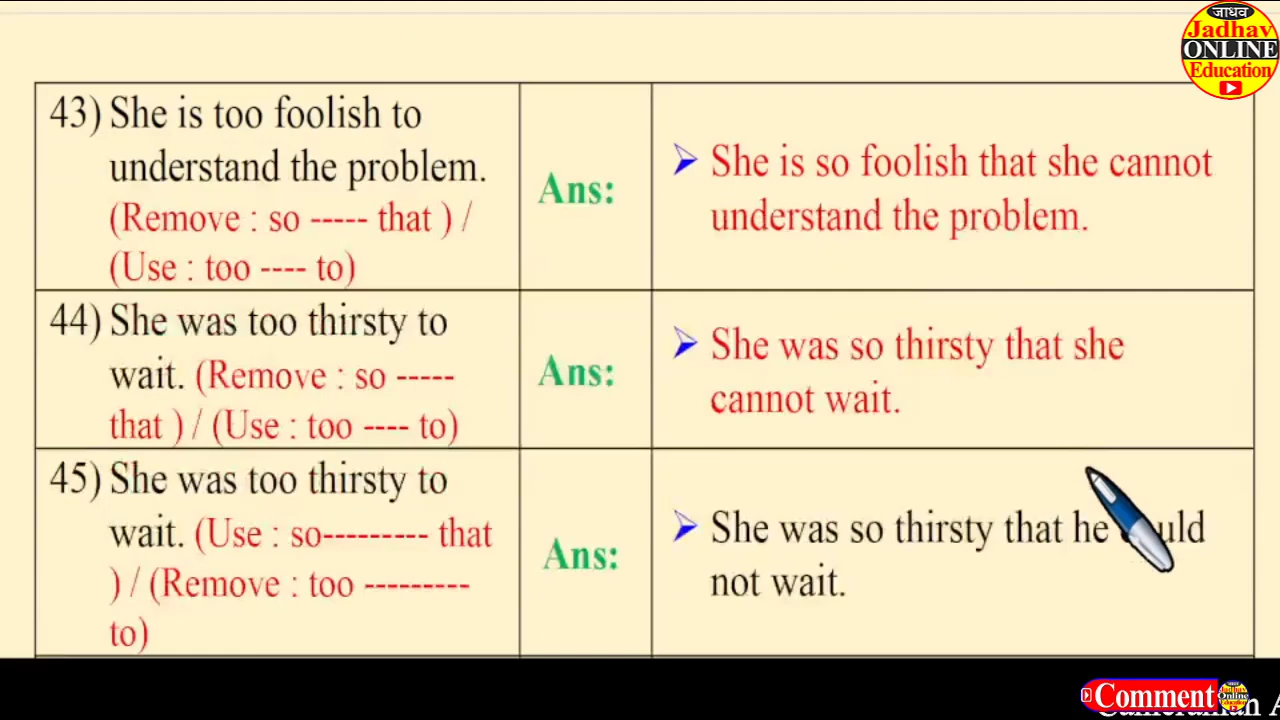 जाधव
Jadhav
ONLINE
Education
43) She is too foolish to
understand the problem.
(Remove : so ----- that ) /
(Use : too ---- to)
Ans:
➢ She is so foolish that she cannot
understand the problem.
44) She was too thirsty to
wait. (Remove : so -----
that ) / (Use : too ---- to)
Ans:
➢ She was so thirsty that she
cannot wait.
45) She was too thirsty to
wait. (Use : so--------- that
) / (Remove : too ---------
to)
Ans:
➢ She was so thirsty that he
not wait.
Comment